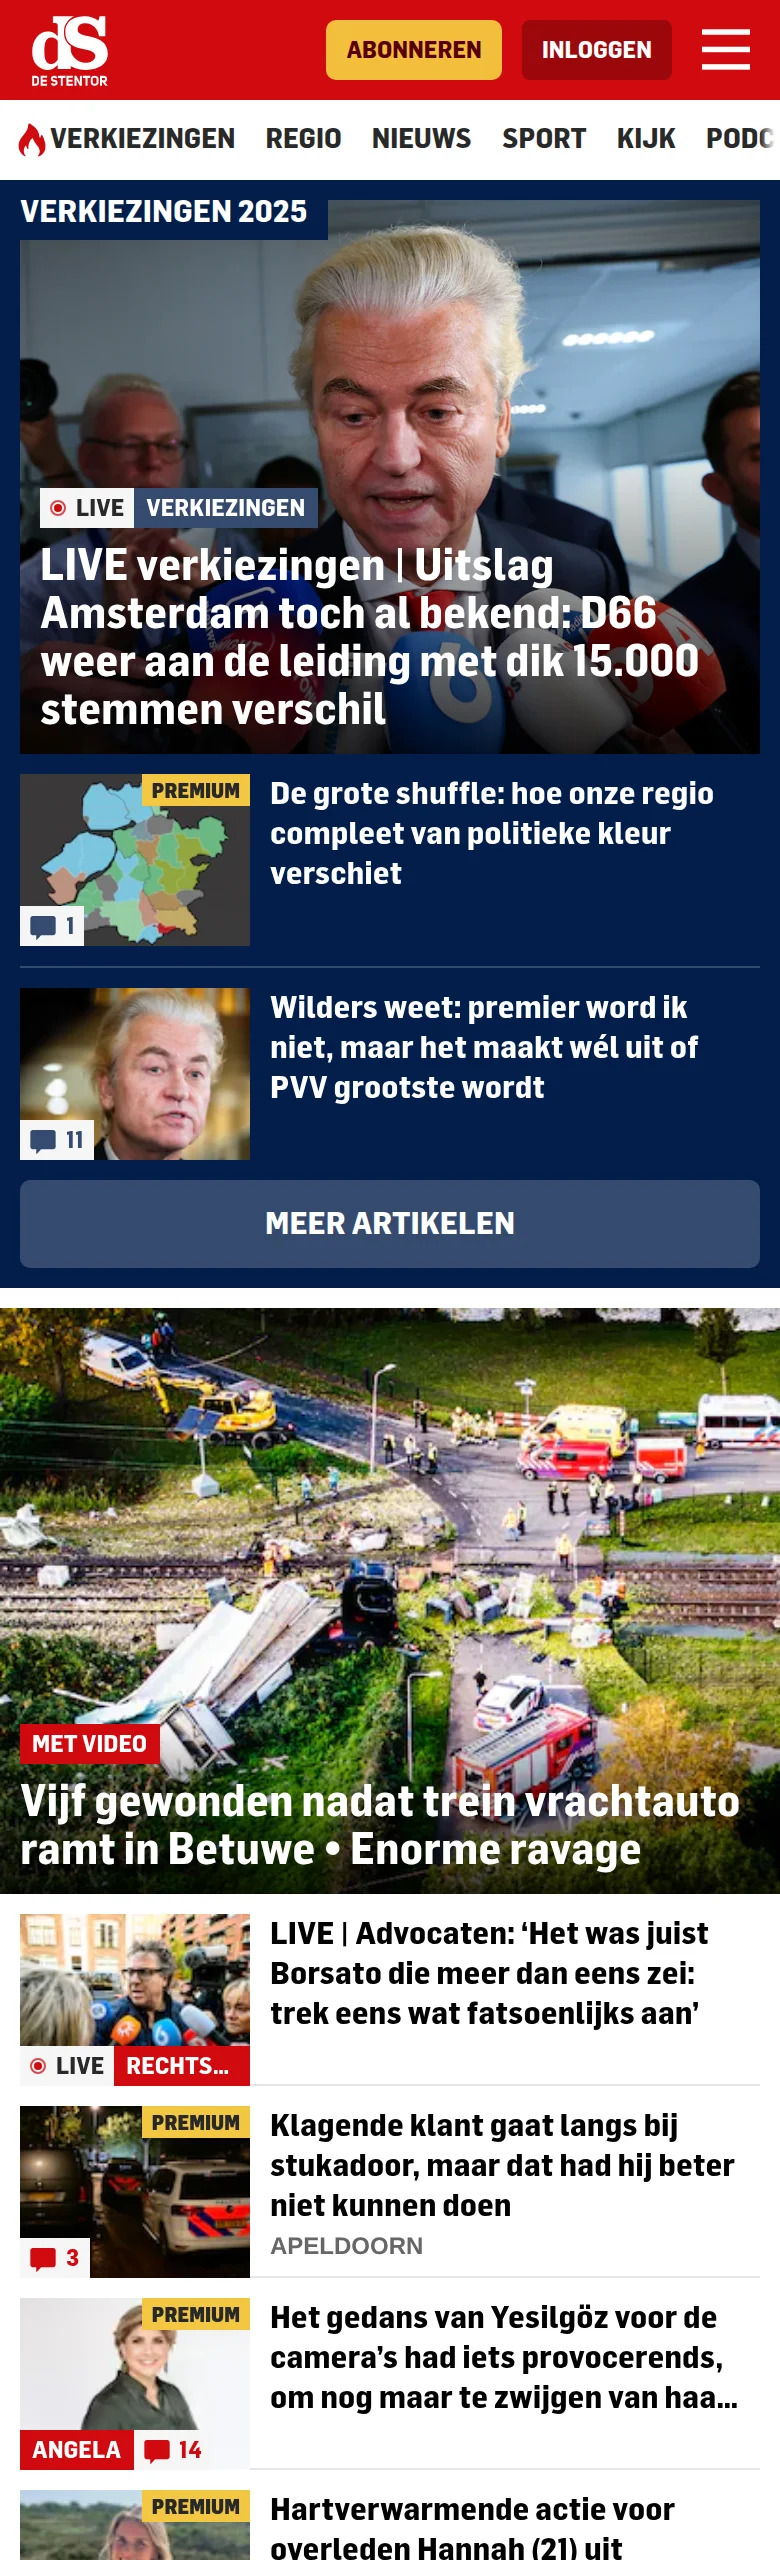 dS
DE STENTOR
ABONNEREN
INLOGGEN
VERKIEZINGEN
REGIO
NIEUWS
SPORT
KIJK
PODC
VERKIEZINGEN 2025
LIVE
VERKIEZINGEN
LIVE verkiezingen | Uitslag
Amsterdam toch al bekend: D66
weer aan de leiding met dik 15.000
stemmen verschil
PREMIUM
1
De grote shuffle: hoe onze regio
compleet van politieke kleur
verschiet
11
Wilders weet: premier word ik
niet, maar het maakt wél uit of
PVV grootste wordt
MEER ARTIKELEN
MET VIDEO
Vijf gewonden nadat trein vrachtauto
ramt in Betuwe • Enorme ravage
LIVE
RECHTS...
LIVE | Advocaten: ‘Het was juist
Borsato die meer dan eens zei:
trek eens wat fatsoenlijks aan’
PREMIUM
3
Klagende klant gaat langs bij
stukadoor, maar dat had hij beter
niet kunnen doen
APELDOORN
PREMIUM
ANGELA
14
Het gedans van Yesilgöz voor de
camera’s had iets provocerends,
om nog maar te zwijgen van haa...
PREMIUM
Hartverwarmende actie voor
overleden Hannah (21) uit